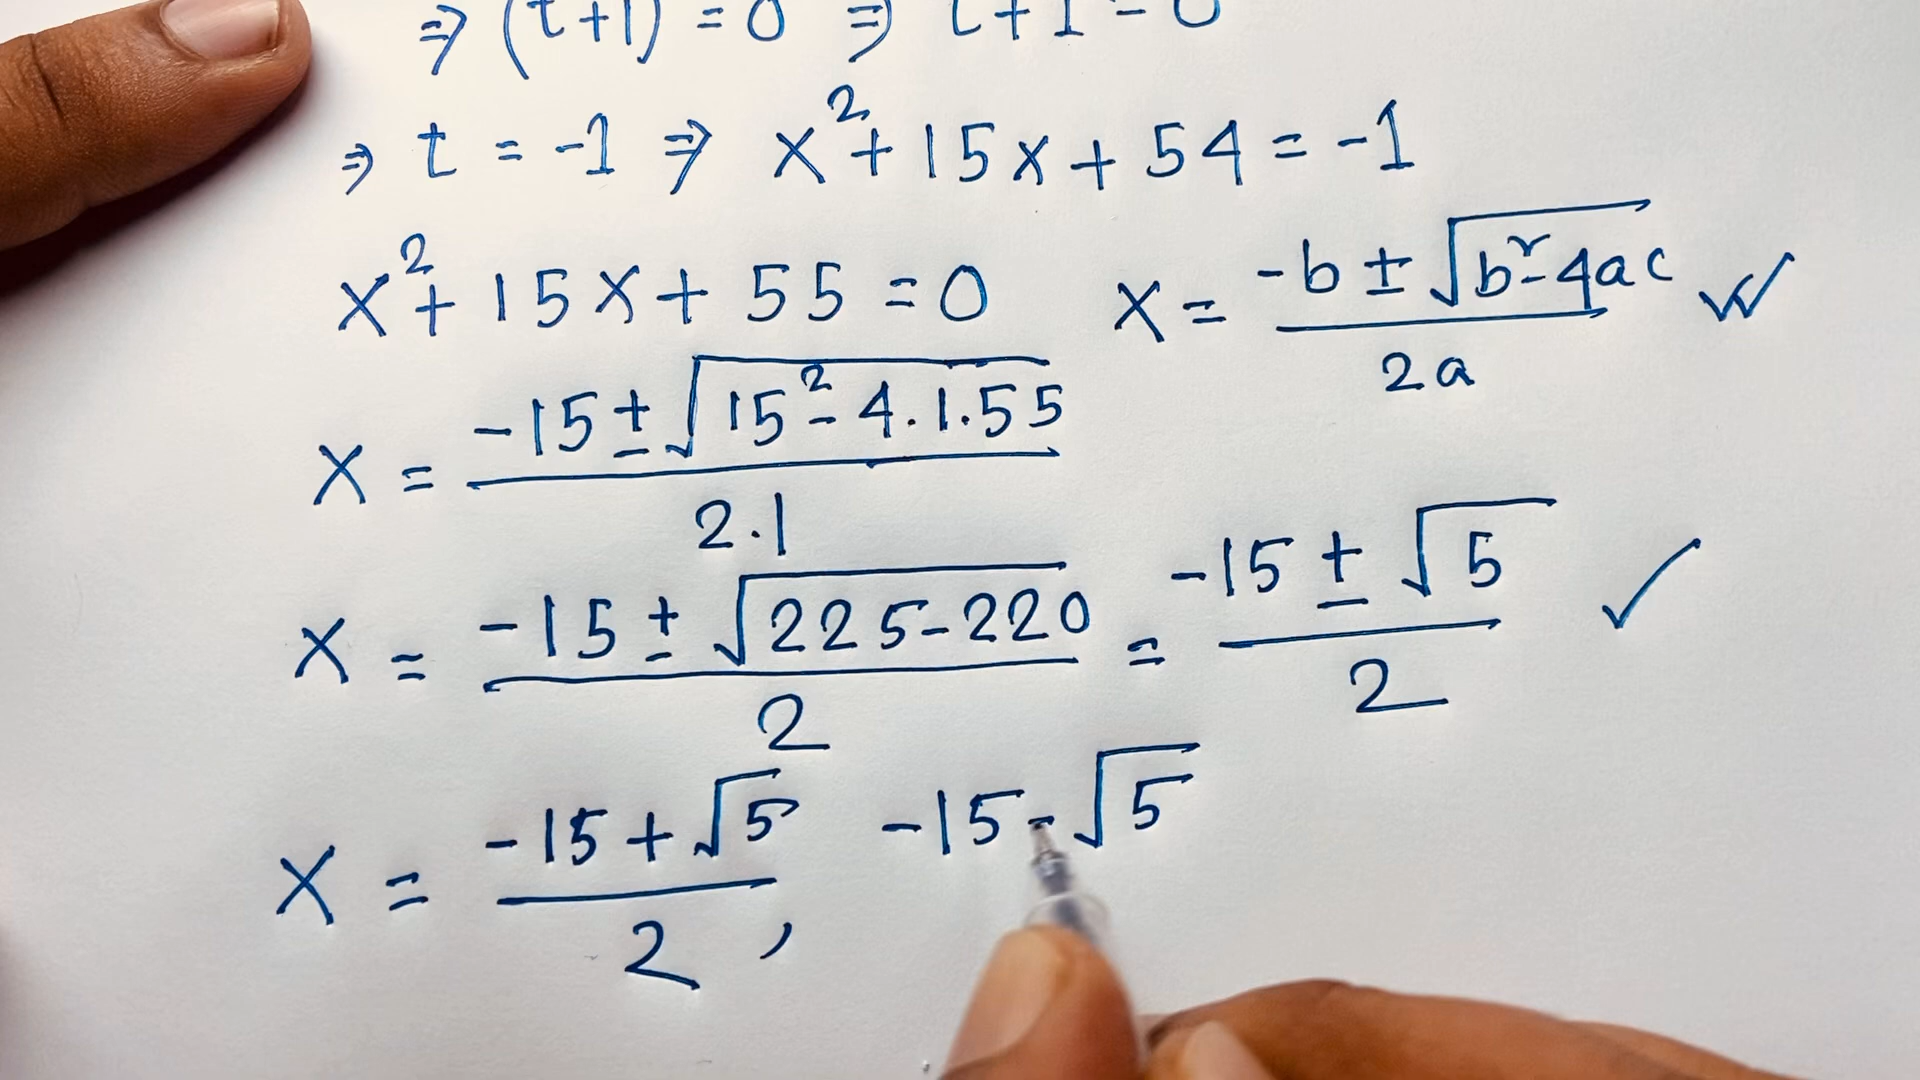 ⇒ (t+1) = 0 ⇒ t+1 = 0
⇒ t = -1 ⇒ x²+15x+54=-1
x²+15x+55=0
x = (-b±√(b²-4ac))/(2a)
x = (-15±√(15²-4.1.55))/(2.1)
x = (-15±√(225-220))/2 = (-15±√5)/2
x = (-15+√5)/2, -15-√5